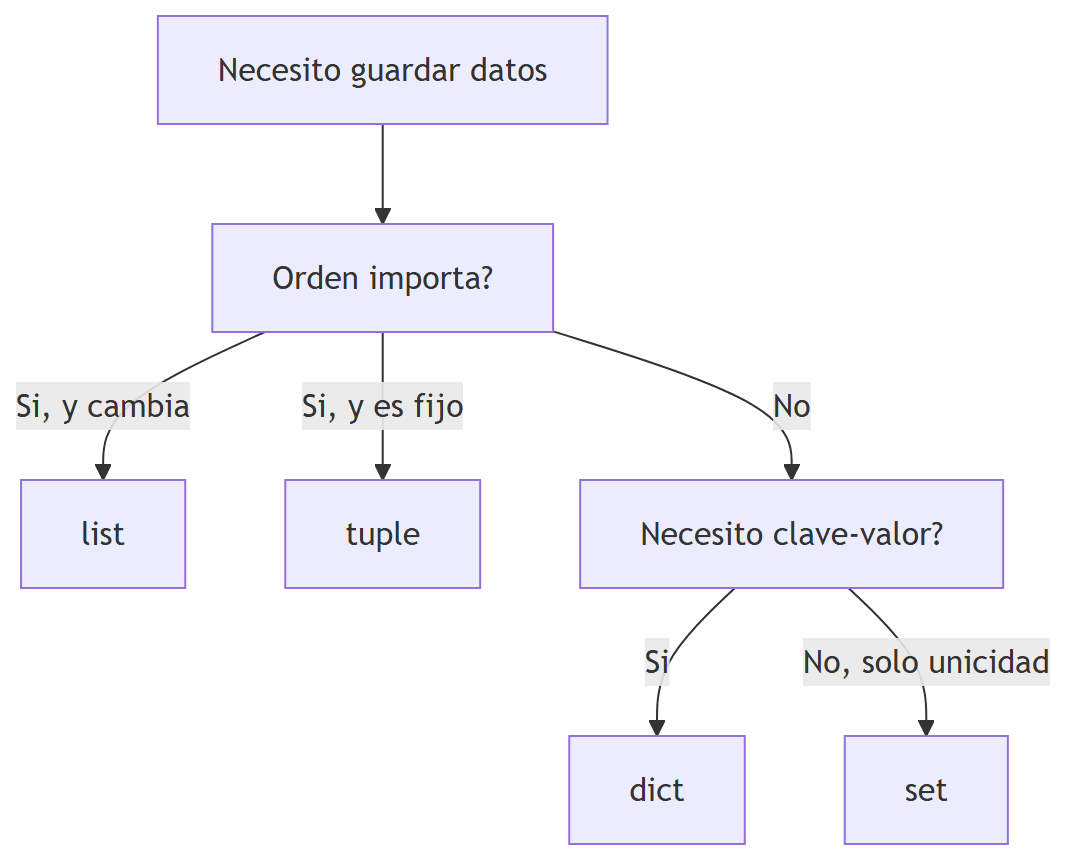 Necesito guardar datos
Orden importa?
Si, y cambia
Si, y es fijo
No
list
tuple
Necesito clave-valor?
Si
No, solo unicidad
dict
set